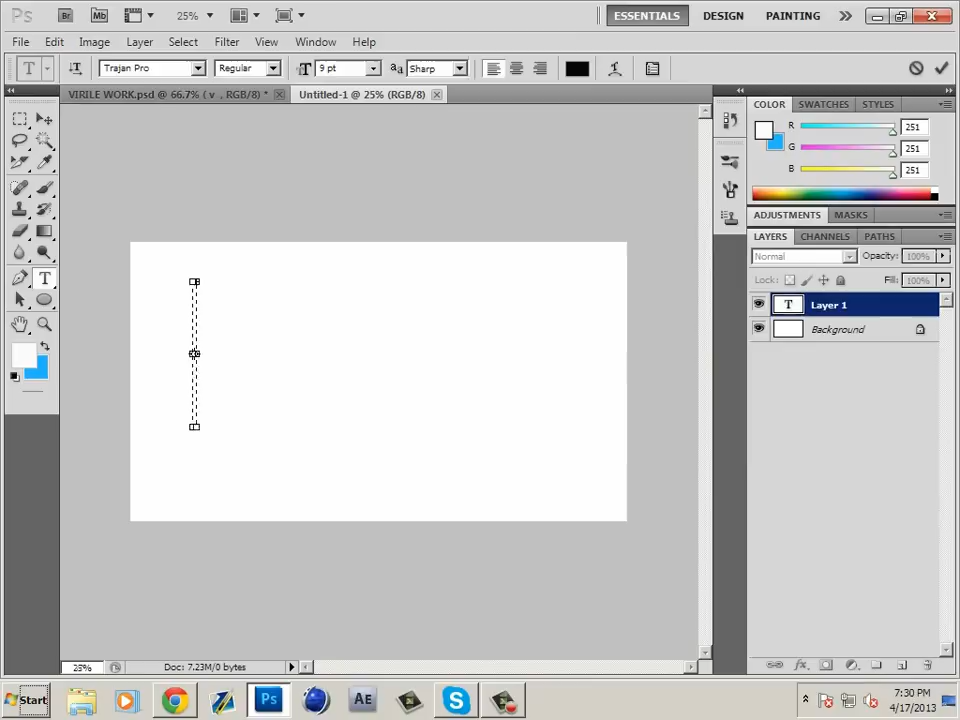 Ps Br Mb 25% ESSENTIALS DESIGN PAINTING
File Edit Image Layer Select Filter View Window Help
T T Trajan Pro Regular T 9 pt aa Sharp
VIRILE WORK.psd @ 66.7% ( v , RGB/8) * Untitled-1 @ 25% (RGB/8)
COLOR SWATCHES STYLES
R 251
G 251
B 251
ADJUSTMENTS MASKS
LAYERS CHANNELS PATHS
Normal Opacity: 100%
Lock: Fill: 100%
T Layer 1
Background
T
25% Doc: 7.23M/0 bytes
fx.
Start Ps AE S 7:30 PM
4/17/2013